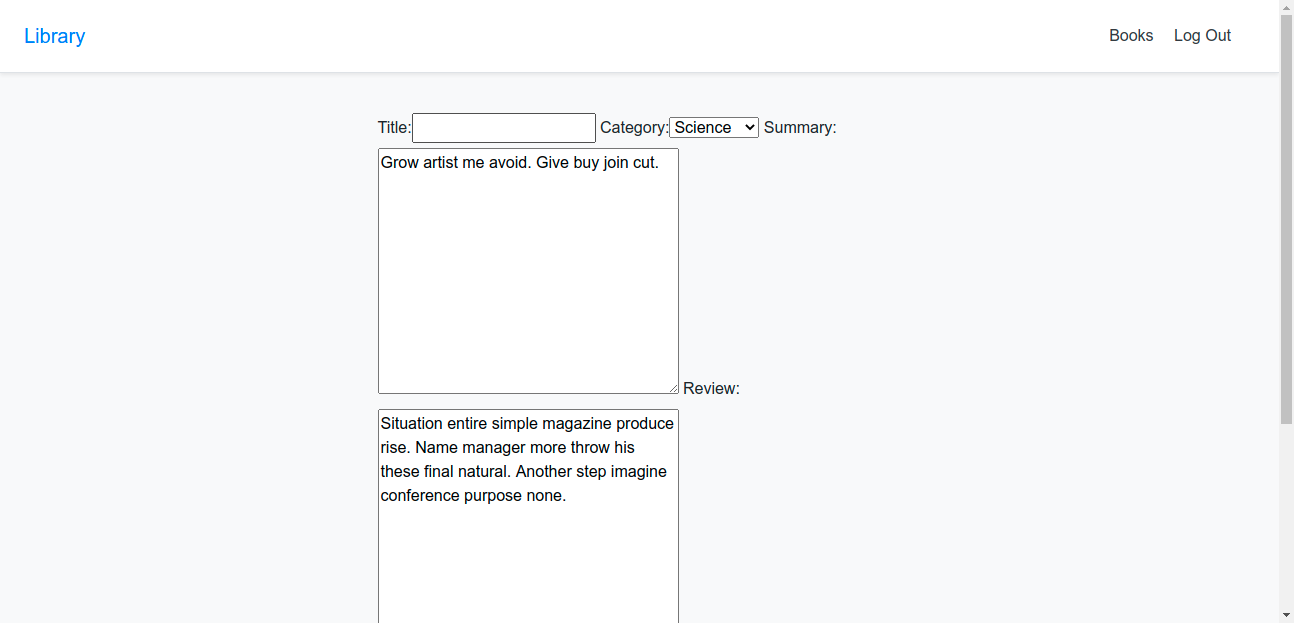 Library
Books Log Out
Title: Category: Science Summary:
Grow artist me avoid. Give buy join cut.
Review:
Situation entire simple magazine produce
rise. Name manager more throw his
these final natural. Another step imagine
conference purpose none.